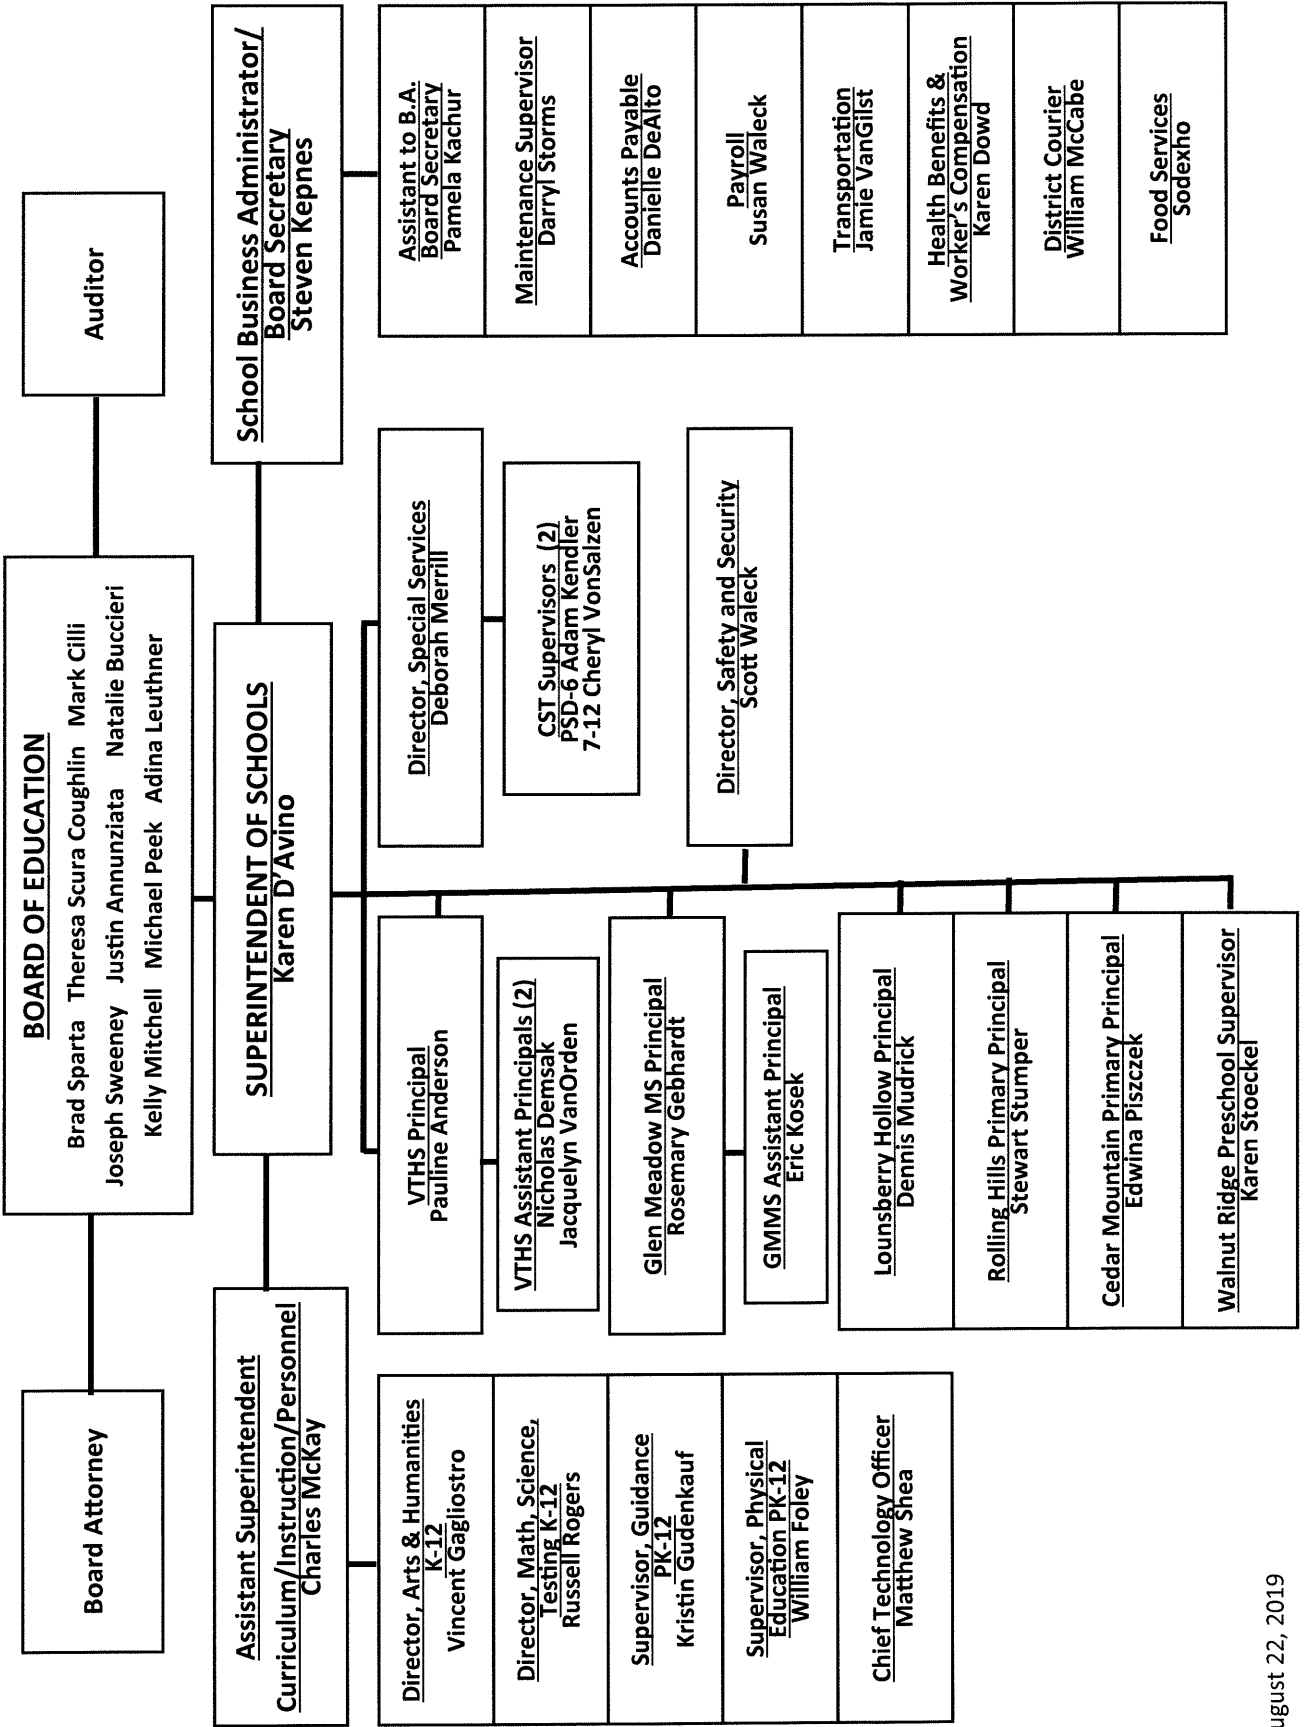 BOARD OF EDUCATION
Brad Sparta Theresa Scura Coughlin Mark Cilli
Joseph Sweeney Justin Annunziata Natalie Buccieri
Kelly Mitchell Michael Peek Adina Leuthner
Board Attorney
Auditor
SUPERINTENDENT OF SCHOOLS
Karen D'Avino
Assistant Superintendent
Curriculum/Instruction/Personnel
Charles McKay
School Business Administrator/
Board Secretary
Steven Kepnes
Director, Arts & Humanities
K-12
Vincent Gagliostro
Director, Math, Science,
Testing K-12
Russell Rogers
Supervisor, Guidance
PK-12
Kristin Gudenkauf
Supervisor, Physical
Education PK-12
William Foley
Chief Technology Officer
Matthew Shea
VTHS Principal
Pauline Anderson
VTHS Assistant Principals (2)
Nicholas Demsak
Jacquelyn VanOrden
Glen Meadow MS Principal
Rosemary Gebhardt
GMMS Assistant Principal
Eric Kosek
Lounsberry Hollow Principal
Dennis Mudrick
Rolling Hills Primary Principal
Stewart Stumper
Cedar Mountain Primary Principal
Edwina Piszczek
Walnut Ridge Preschool Supervisor
Karen Stoeckel
Director, Special Services
Deborah Merrill
CST Supervisors (2)
PSD-6 Adam Kendler
7-12 Cheryl VonSalzen
Director, Safety and Security
Scott Waleck
Assistant to B.A.
Board Secretary
Pamela Kachur
Maintenance Supervisor
Darryl Storms
Accounts Payable
Danielle DeAlto
Payroll
Susan Waleck
Transportation
Jamie VanGilst
Health Benefits &
Worker's Compensation
Karen Dowd
District Courier
William McCabe
Food Services
Sodexho
ugust 22, 2019